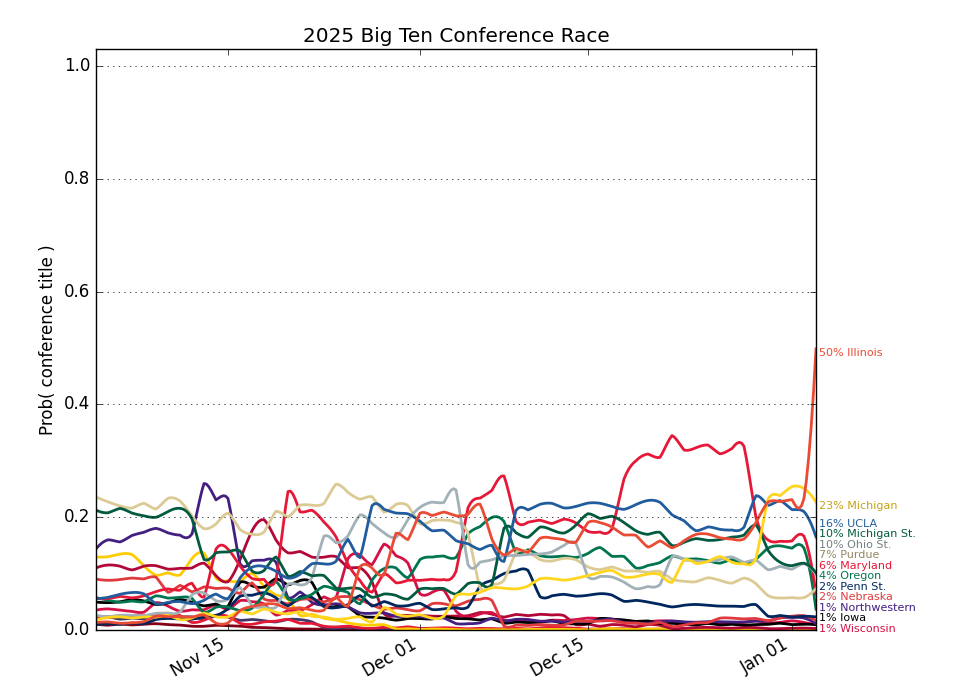 2025 Big Ten Conference Race
Prob( conference title )
1.0
0.8
0.6
0.4
0.2
0.0
Nov 15
Dec 01
Dec 15
Jan 01
50% Illinois
23% Michigan
16% UCLA
10% Michigan St.
10% Ohio St.
7% Purdue
6% Maryland
4% Oregon
2% Penn St.
2% Nebraska
1% Northwestern
1% Iowa
1% Wisconsin